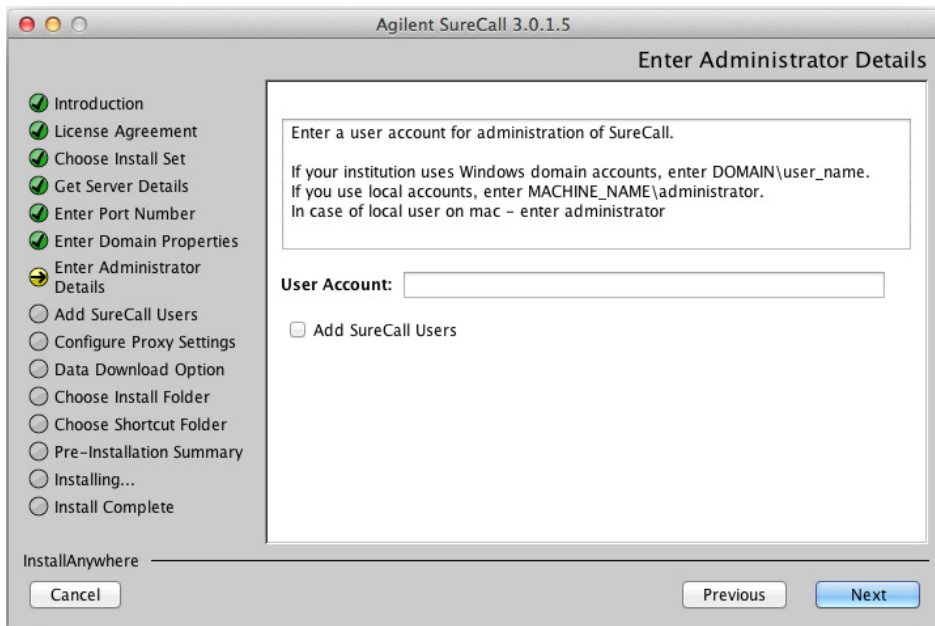 Agilent SureCall 3.0.1.5
Enter Administrator Details
Introduction
License Agreement
Choose Install Set
Get Server Details
Enter Port Number
Enter Domain Properties
Enter Administrator
Details
Add SureCall Users
Configure Proxy Settings
Data Download Option
Choose Install Folder
Choose Shortcut Folder
Pre-Installation Summary
Installing...
Install Complete
Enter a user account for administration of SureCall.
If your institution uses Windows domain accounts, enter DOMAIN\user_name.
If you use local accounts, enter MACHINE_NAME\administrator.
In case of local user on mac - enter administrator
User Account:
Add SureCall Users
InstallAnywhere
Cancel
Previous
Next